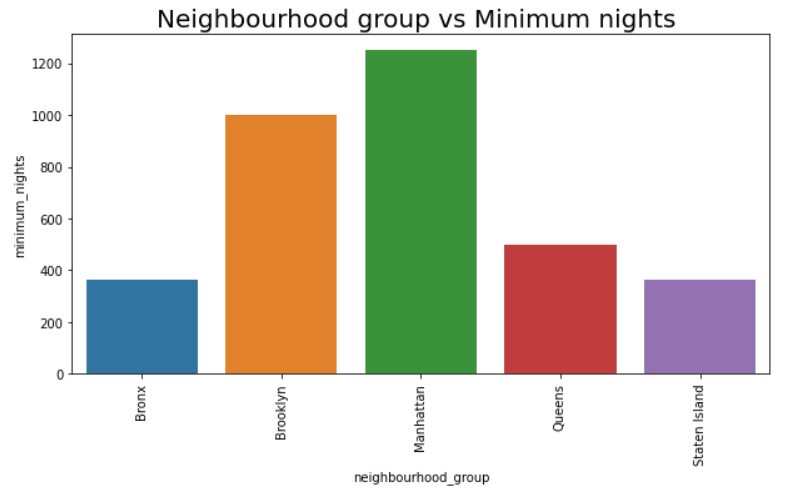 Neighbourhood group vs Minimum nights
1200
1000
800
600
400
200
0
minimum_nights
Bronx
Brooklyn
Manhattan
Queens
Staten Island
neighbourhood_group